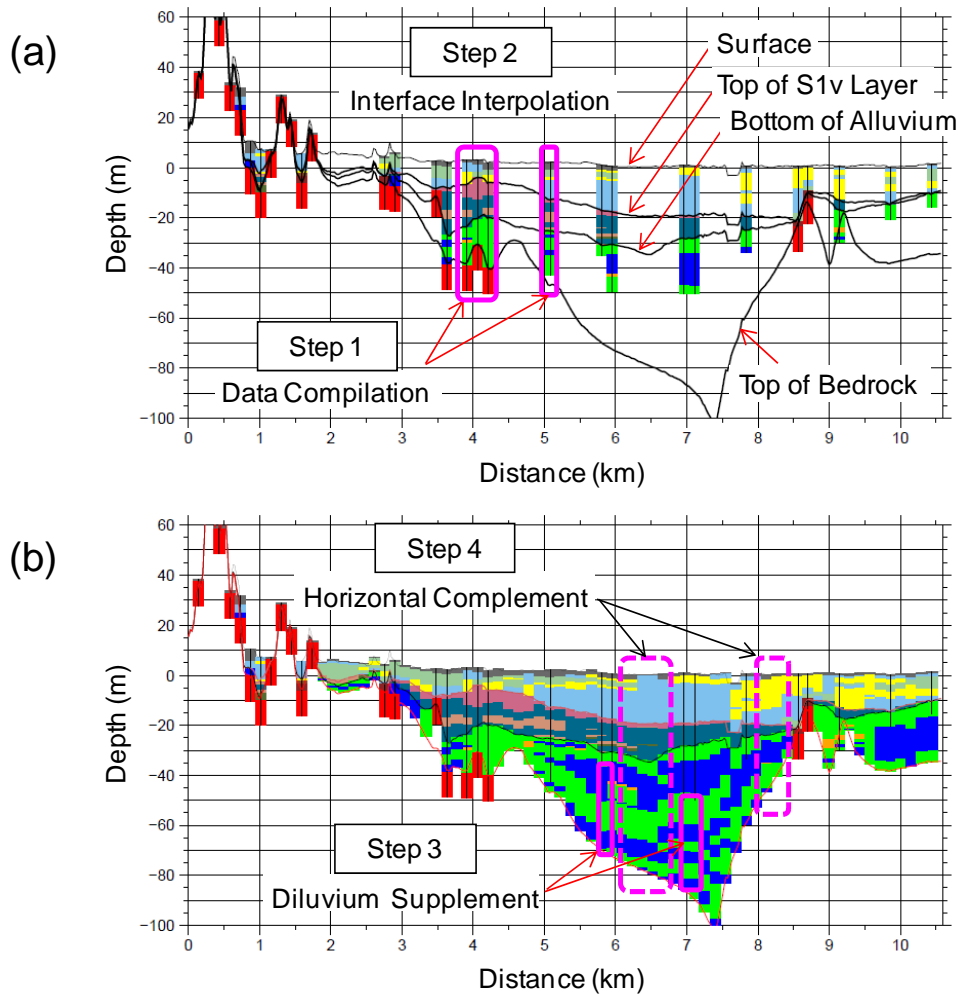 (a)
60
40
20
0
−20
−40
−60
−80
−100
Depth (m)
Step 2
Interface Interpolation
Surface
Top of S1v Layer
Bottom of Alluvium
Step 1
Data Compilation
Top of Bedrock
0 1 2 3 4 5 6 7 8 9 10
Distance (km)
(b)
60
40
20
0
−20
−40
−60
−80
−100
Depth (m)
Step 4
Horizontal Complement
Step 3
Diluvium Supplement
0 1 2 3 4 5 6 7 8 9 10
Distance (km)